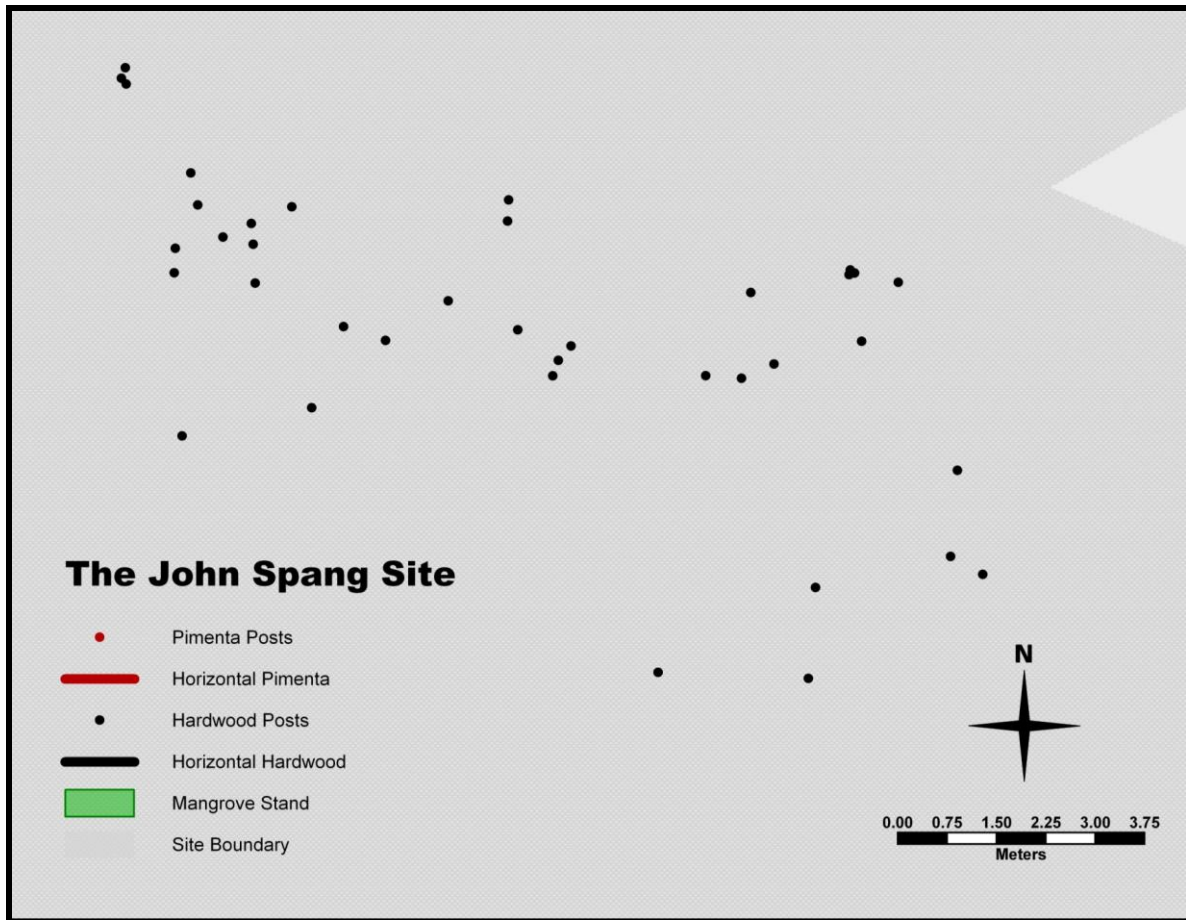 The John Spang Site
Pimenta Posts
Horizontal Pimenta
Hardwood Posts
Horizontal Hardwood
Mangrove Stand
Site Boundary
N
0.00 0.75 1.50 2.25 3.00 3.75
Meters